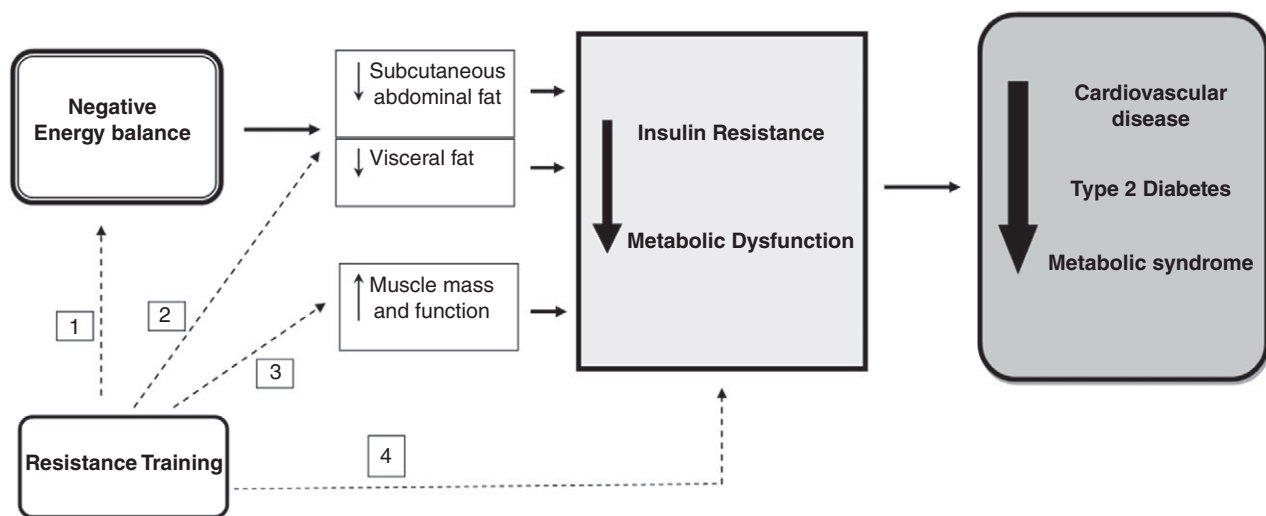 Negative
Energy balance
Subcutaneous
abdominal fat
Visceral fat
Muscle mass
and function
Insulin Resistance
Metabolic Dysfunction
Cardiovascular
disease
Type 2 Diabetes
Metabolic syndrome
1
2
3
4
Resistance Training